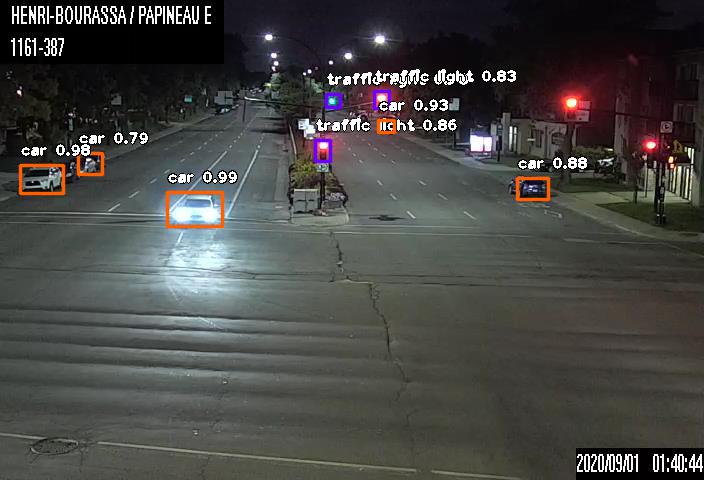 HENRI-BOURASSA / PAPINEAU E
1161-387
traffic light 0.83
car 0.93
traffic light 0.86
car 0.79
car 0.98
car 0.88
car 0.99
2020/09/01 01:40:44